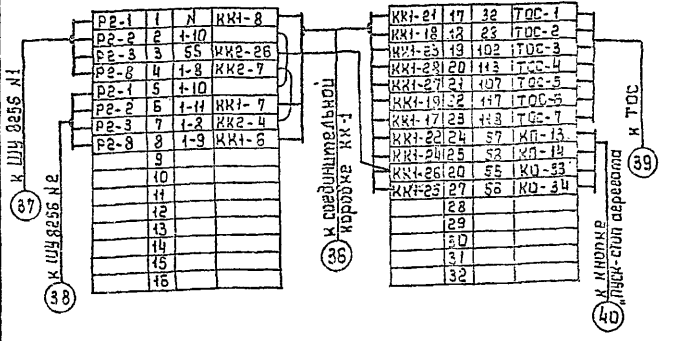 Р2-1 1 N КК1-8
Р2-2 2 1-10
Р2-3 3 55 КК2-26
Р2-8 4 1-8 КК2-7
Р2-1 5 1-10
Р2-2 6 1-11 КК1-7
Р2-3 7 1-8 КК2-4
Р2-8 8 1-9 КК1-6
9
10
11
12
13
14
15
16
КК1-21 17 32 ТОС-1
КК1-18 18 23 ТОС-2
КК1-23 19 102 ТОС-3
КК1-28 20 113 ТОС-4
КК1-27 21 107 ТОС-5
КК1-19 22 117 ТОС-6
КК1-17 23 118 ТОС-7
КК1-22 24 57 КП-13
КК1-24 25 58 КП-14
КК1-26 26 55 КП-33
КК1-25 27 56 КП-34
28
29
30
31
32
к ШУ 8256 N1
37
к ШУ 8256 N2
38
к соединительной
коробке КК-1
36
к ТОС
39
к кнопке
„пуск-стоп агрегата
40